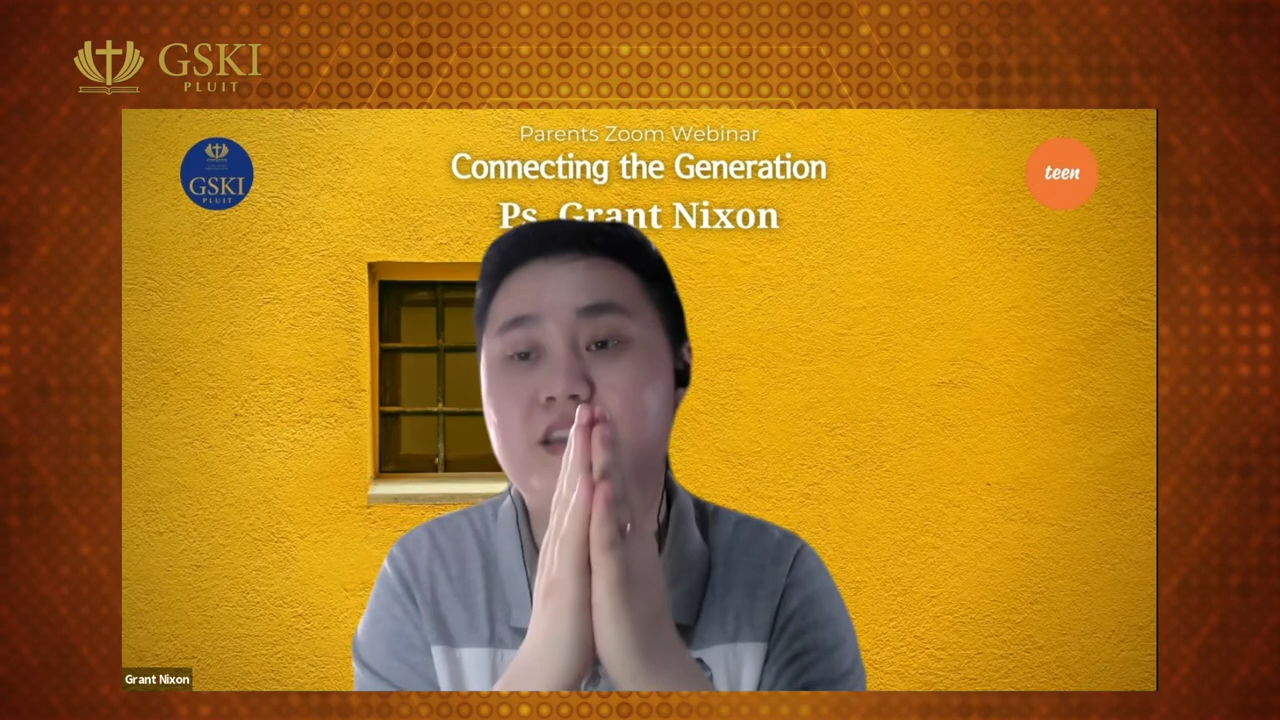 GSKI
PLUIT
Parents Zoom Webinar
Connecting the Generation
Ps. Grant Nixon
GSKI
PLUIT
teen
Grant Nixon